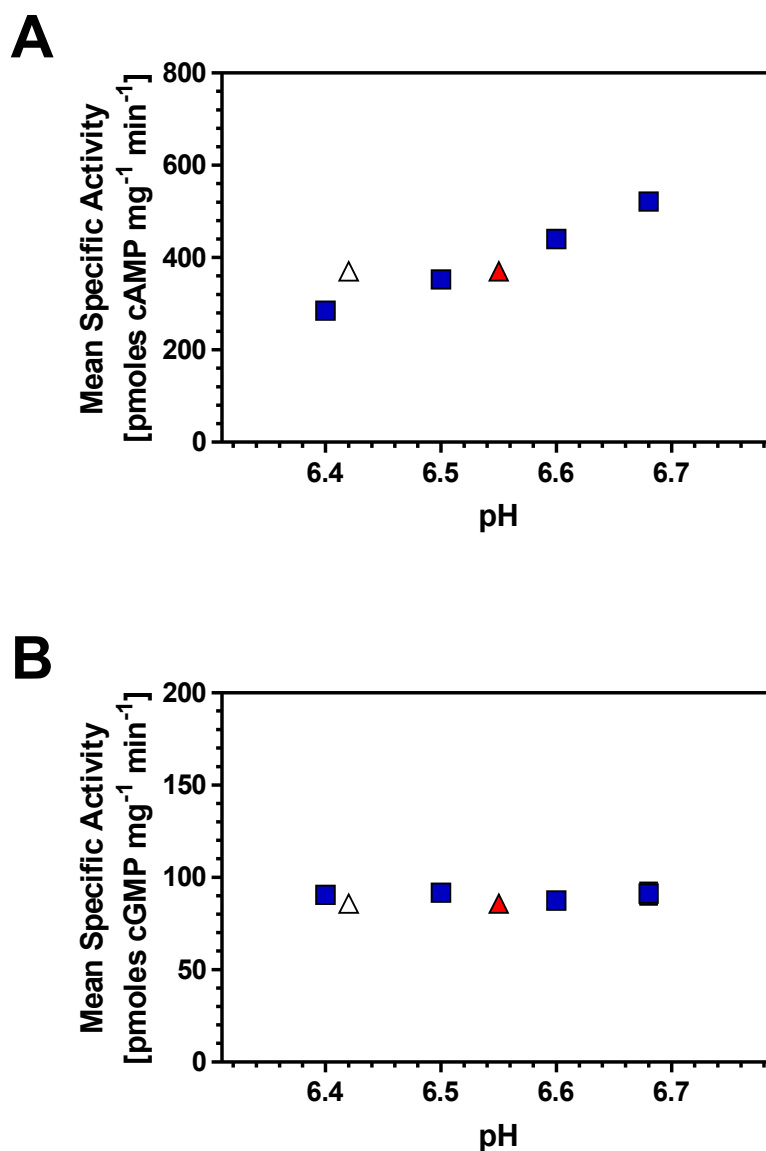 A
Mean Specific Activity
[pmoles cAMP mg⁻¹ min⁻¹]
800
600
400
200
0
6.4 6.5 6.6 6.7
pH
B
Mean Specific Activity
[pmoles cGMP mg⁻¹ min⁻¹]
200
150
100
50
0
6.4 6.5 6.6 6.7
pH